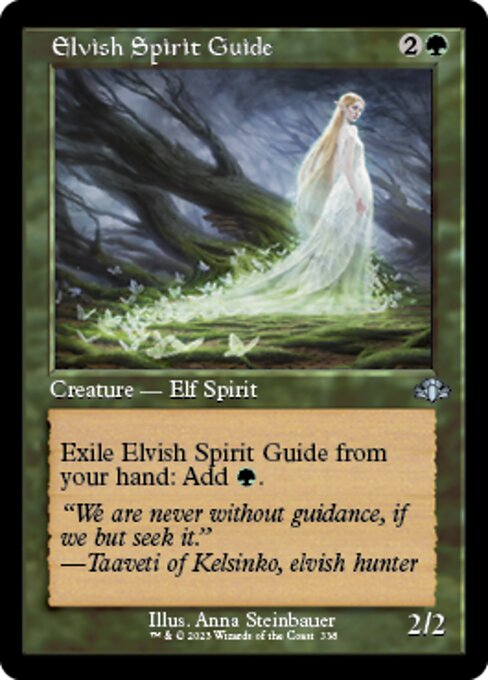 Elvish Spirit Guide 2
Creature — Elf Spirit
Exile Elvish Spirit Guide from
your hand: Add .
“We are never without guidance, if
we but seek it.”
—Taaveti of Kelsinko, elvish hunter
Illus. Anna Steinbauer
™ & © 2023 Wizards of the Coast 338
2/2